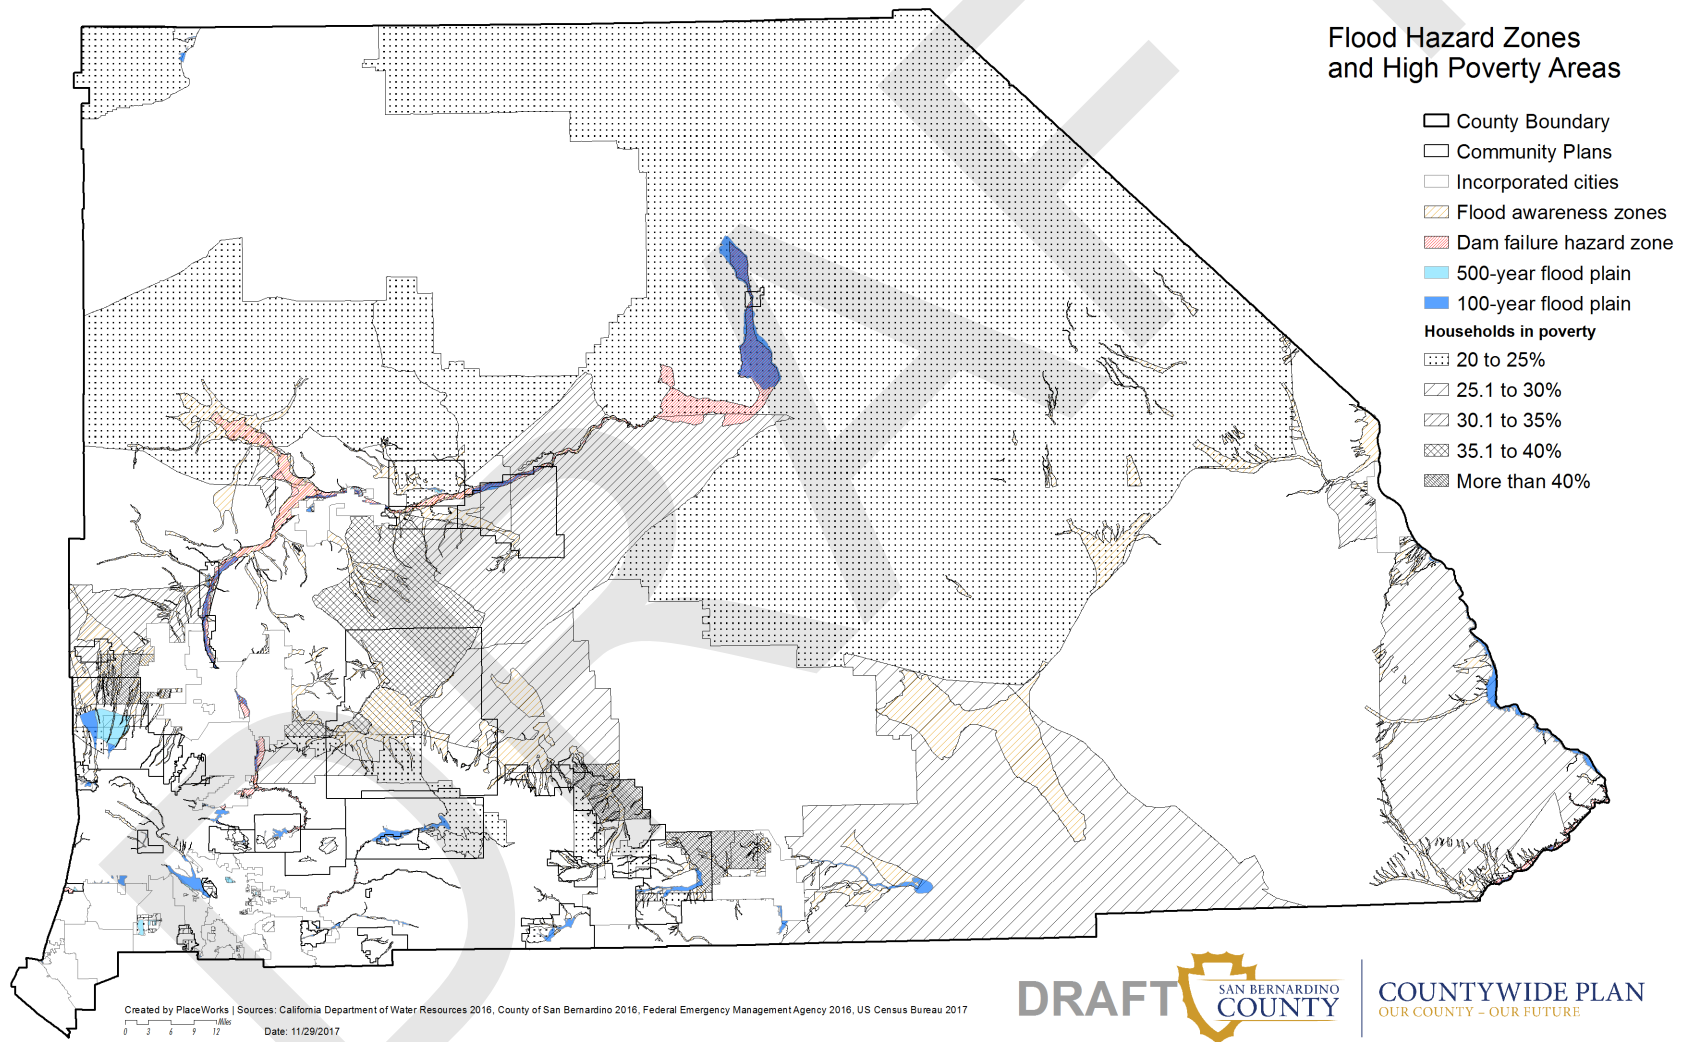 Flood Hazard Zones
and High Poverty Areas
County Boundary
Community Plans
Incorporated cities
Flood awareness zones
Dam failure hazard zone
500-year flood plain
100-year flood plain
Households in poverty
20 to 25%
25.1 to 30%
30.1 to 35%
35.1 to 40%
More than 40%
DRAFT
Created by PlaceWorks | Sources: California Department of Water Resources 2016, County of San Bernardino 2016, Federal Emergency Management Agency 2016, US Census Bureau 2017
Miles
0 3 6 9 12
Date: 11/29/2017
DRAFT
SAN BERNARDINO
COUNTY
COUNTYWIDE PLAN
OUR COUNTY – OUR FUTURE